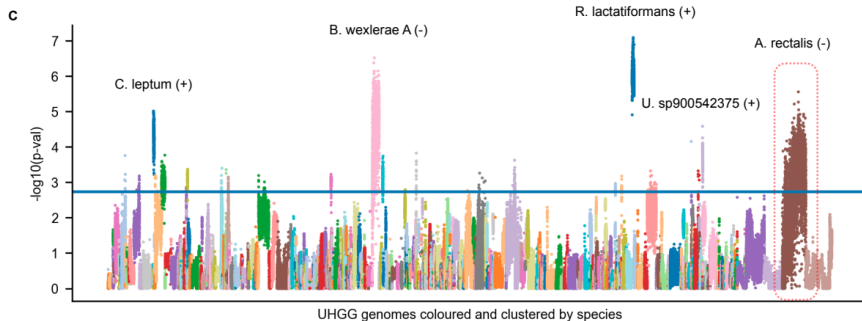 c
R. lactatiformans (+)
B. wexlerae A (-)
A. rectalis (-)
C. leptum (+)
U. sp900542375 (+)
7
6
5
4
3
2
1
0
-log10(p-val)
UHGG genomes coloured and clustered by species